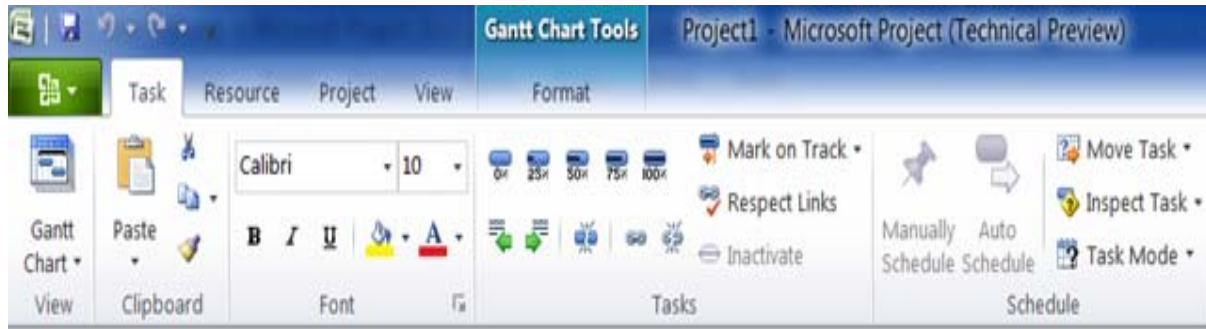 Gantt Chart Tools Project1 - Microsoft Project (Technical Preview)
Task Resource Project View Format
Calibri 10
0% 25% 50% 75% 100%
Mark on Track
Move Task
Respect Links
Inspect Task
Gantt Chart
Paste
B I U A
Manually Schedule
Auto Schedule
Inactivate
Task Mode
View Clipboard Font Tasks Schedule